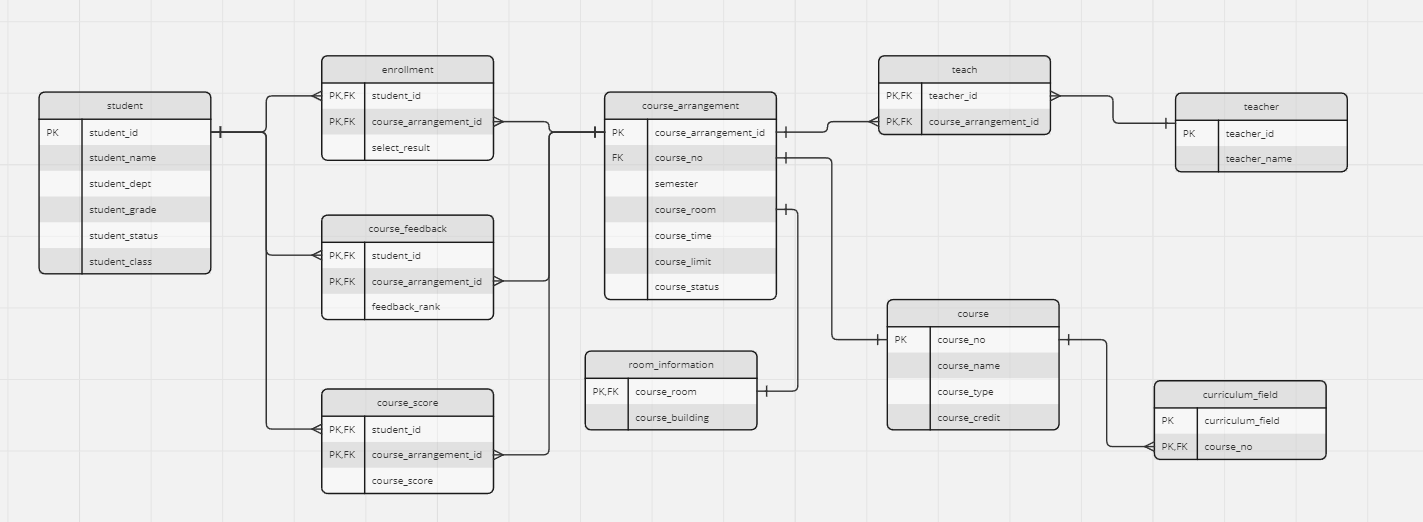 student
PK student_id
student_name
student_dept
student_grade
student_status
student_class
enrollment
PK,FK student_id
PK,FK course_arrangement_id
select_result
course_feedback
PK,FK student_id
PK,FK course_arrangement_id
feedback_rank
course_score
PK,FK student_id
PK,FK course_arrangement_id
course_score
course_arrangement
PK course_arrangement_id
FK course_no
semester
course_room
course_time
course_limit
course_status
room_information
PK,FK course_room
course_building
teach
PK,FK teacher_id
PK,FK course_arrangement_id
teacher
PK teacher_id
teacher_name
course
PK course_no
course_name
course_type
course_credit
curriculum_field
PK curriculum_field
PK,FK course_no